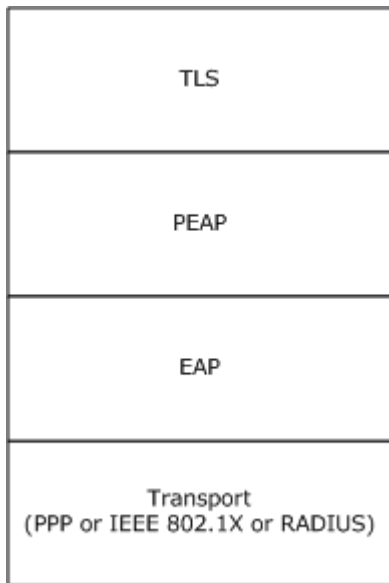 TLS
PEAP
EAP
Transport
(PPP or IEEE 802.1X or RADIUS)